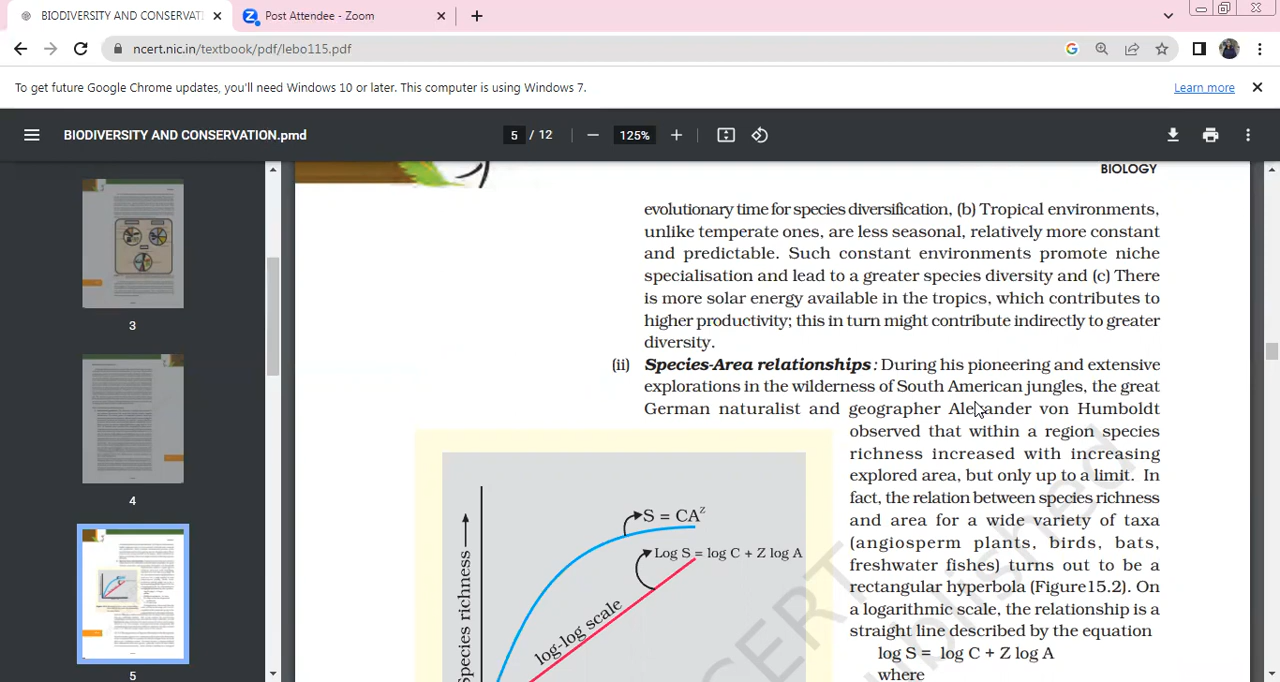 BIODIVERSITY AND CONSERVAT
Post Attendee - Zoom
ncert.nic.in/textbook/pdf/lebo115.pdf
To get future Google Chrome updates, you'll need Windows 10 or later. This computer is using Windows 7.
Learn more
BIODIVERSITY AND CONSERVATION.pmd
5 / 12
125%
3
4
5
BIOLOGY
evolutionary time for species diversification, (b) Tropical environments,
unlike temperate ones, are less seasonal, relatively more constant
and predictable. Such constant environments promote niche
specialisation and lead to a greater species diversity and (c) There
is more solar energy available in the tropics, which contributes to
higher productivity; this in turn might contribute indirectly to greater
diversity.
(ii) Species-Area relationships : During his pioneering and extensive
explorations in the wilderness of South American jungles, the great
German naturalist and geographer Alexander von Humboldt
observed that within a region species
richness increased with increasing
explored area, but only up to a limit. In
fact, the relation between species richness
and area for a wide variety of taxa
(angiosperm plants, birds, bats,
freshwater fishes) turns out to be a
rectangular hyperbola (Figure15.2). On
a logarithmic scale, the relationship is a
straight line described by the equation
log S = log C + Z log A
where
S = CAᶻ
Log S = log C + Z log A
log-log scale
Species richness